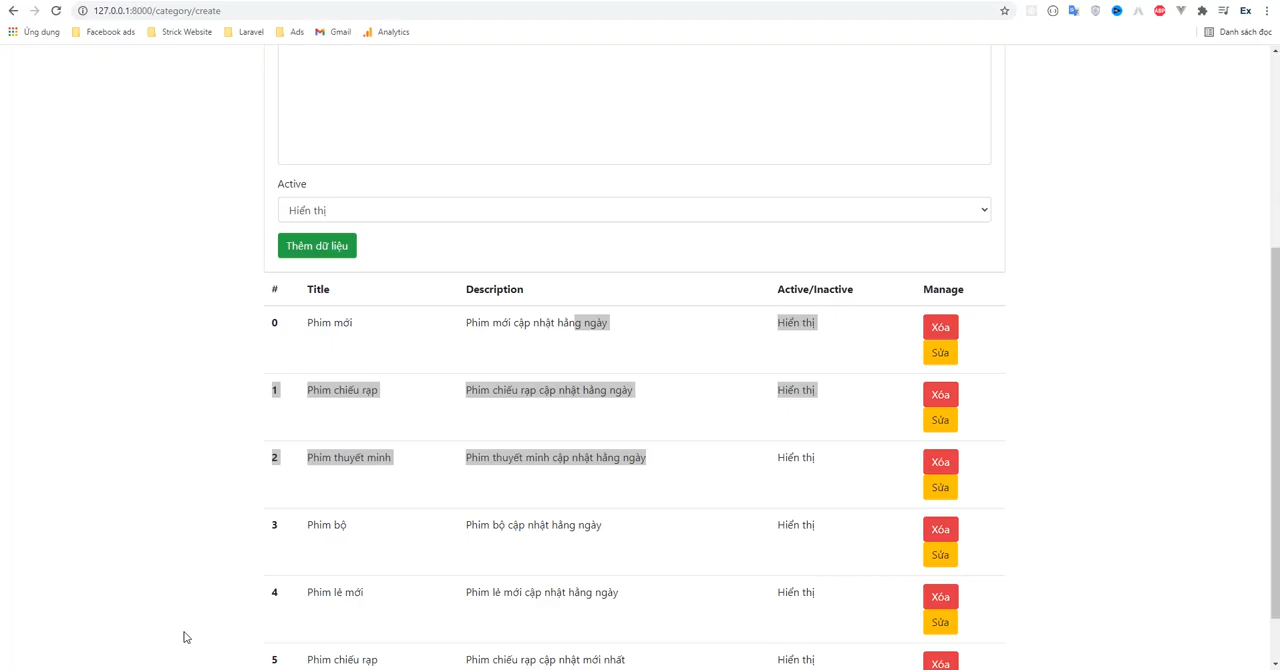 127.0.0.1:8000/category/create
ABP
Ex
Ứng dụng Facebook ads Strick Website Laravel Ads Gmail Analytics Danh sách đọc
Active
Hiển thị
Thêm dữ liệu
# Title Description Active/Inactive Manage
0 Phim mới Phim mới cập nhật hằng ngày Hiển thị Xóa
Sửa
1 Phim chiếu rạp Phim chiếu rạp cập nhật hằng ngày Hiển thị Xóa
Sửa
2 Phim thuyết minh Phim thuyết minh cập nhật hằng ngày Hiển thị Xóa
Sửa
3 Phim bộ Phim bộ cập nhật hằng ngày Hiển thị Xóa
Sửa
4 Phim lẻ mới Phim lẻ mới cập nhật hằng ngày Hiển thị Xóa
Sửa
5 Phim chiếu rạp Phim chiếu rạp cập nhật mới nhất Hiển thị Xóa